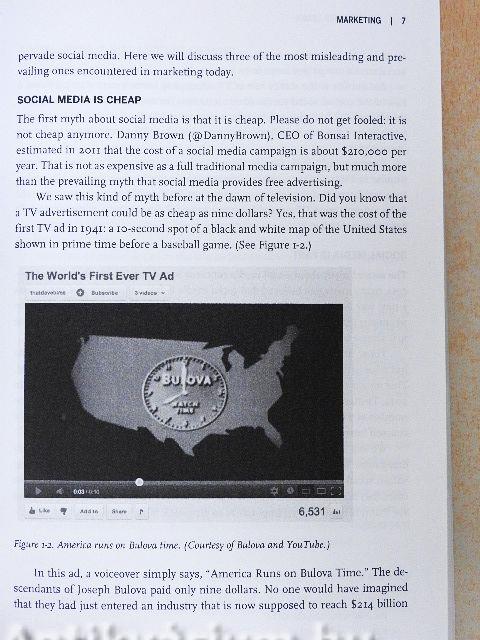 MARKETING | 7
pervade social media. Here we will discuss three of the most misleading and pre-
vailing ones encountered in marketing today.
SOCIAL MEDIA IS CHEAP
The first myth about social media is that it is cheap. Please do not get fooled: it is
not cheap anymore. Danny Brown (@DannyBrown), CEO of Bonsai Interactive,
estimated in 2011 that the cost of a social media campaign is about $210,000 per
year. That is not as expensive as a full traditional media campaign, but much more
than the prevailing myth that social media provides free advertising.
We saw this kind of myth before at the dawn of television. Did you know that
a TV advertisement could be as cheap as nine dollars? Yes, that was the cost of the
first TV ad in 1941: a 10-second spot of a black and white map of the United States
shown in prime time before a baseball game. (See Figure 1-2.)
The World's First Ever TV Ad
Subscribe 3 videos
BULOVA
WATCH
TIME
0:03 / 0:10
Like Add to Share 6,531
Figure 1-2. America runs on Bulova time. (Courtesy of Bulova and YouTube.)
In this ad, a voiceover simply says, "America Runs on Bulova Time." The de-
scendants of Joseph Bulova paid only nine dollars. No one would have imagined
that they had just entered an industry that is now supposed to reach $214 billion